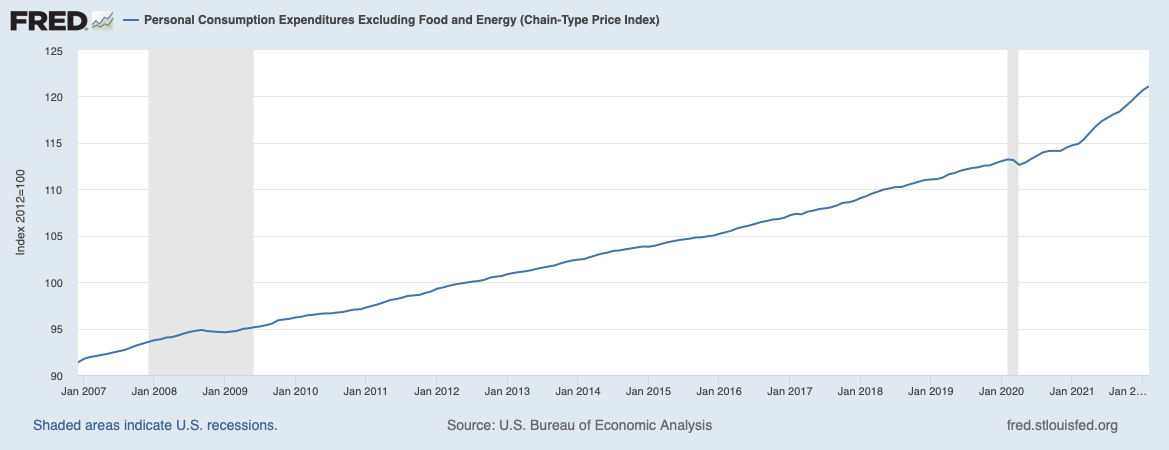 FRED
Personal Consumption Expenditures Excluding Food and Energy (Chain-Type Price Index)
Index 2012=100
125
120
115
110
105
100
95
90
Jan 2007 Jan 2008 Jan 2009 Jan 2010 Jan 2011 Jan 2012 Jan 2013 Jan 2014 Jan 2015 Jan 2016 Jan 2017 Jan 2018 Jan 2019 Jan 2020 Jan 2021 Jan 2...
Shaded areas indicate U.S. recessions. Source: U.S. Bureau of Economic Analysis fred.stlouisfed.org